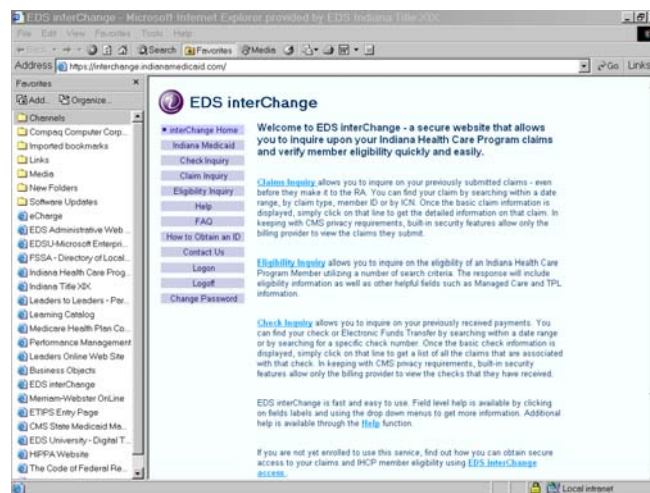 EDS interChange - Microsoft Internet Explorer provided by EDS Indiana Title XIX
File Edit View Favorites Tools Help
Back Search Favorites Media
Address https://interchange.indianamedicaid.com/ Go Links
Favorites
Add... Organize...
Channels
Compaq Computer Corp...
Imported bookmarks
Links
Media
New Folders
Software Updates
eCharge
EDS Administrative Web ...
EDSU-Microsoft Enterpri...
FSSA - Directory of Local...
Indiana Health Care Prog...
Indiana Title XIX
Leaders to Leaders - Per...
Learning Catalog
Medicare Health Plan Co...
Performance Management
Leaders Online Web Site
Business Objects
EDS interChange
Merriam-Webster OnLine
ETIPS Entry Page
CMS State Medicaid Ma...
EDS University - Digital T...
HIPPA Website
The Code of Federal Re...
EDS interChange
interChange Home
Indiana Medicaid
Check Inquiry
Claim Inquiry
Eligibility Inquiry
Help
FAQ
How to Obtain an ID
Contact Us
Logon
Logoff
Change Password
Welcome to EDS interChange - a secure website that allows
you to inquire upon your Indiana Health Care Program claims
and verify member eligibility quickly and easily.
Claims Inquiry allows you to inquire on your previously submitted claims - even
before they make it to the RA. You can find your claim by searching within a date
range, by claim type, member ID or by ICN. Once the basic claim information is
displayed, simply click on that line to get the detailed information on that claim. In
keeping with CMS privacy requirements, built-in security features allow only the
billing provider to view the claims they submit.
Eligibility Inquiry allows you to inquire on the eligibility of an Indiana Health Care
Program Member utilizing a number of search criteria. The response will include
eligibility information as well as other helpful fields such as Managed Care and TPL
information.
Check Inquiry allows you to inquire on your previously received payments. You
can find your check or Electronic Funds Transfer by searching within a date range
or by searching for a specific check number. Once the basic check information is
displayed, simply click on that line to get a list of all the claims that are associated
with that check. In keeping with CMS privacy requirements, built-in security
features allow only the billing provider to view the checks that they have received.
EDS interChange is fast and easy to use. Field level help is available by clicking
on fields labels and using the drop down menus to get more information. Additional
help is available through the Help function.
If you are not yet enrolled to use this service, find out how you can obtain secure
access to your claims and IHCP member eligibility using EDS interChange
access.
Local intranet